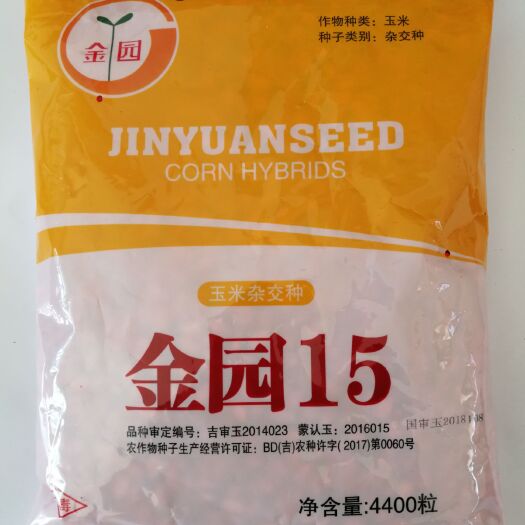 金园
作物种类：玉米
种子类别：杂交种
JINYUANSEED
CORN HYBRIDS
玉米杂交种
金园15
品种审定编号：吉审玉2014023 蒙认玉：2016015
农作物种子生产经营许可证：BD(吉)农种许字(2017)第0060号
毒
净含量:4400粒